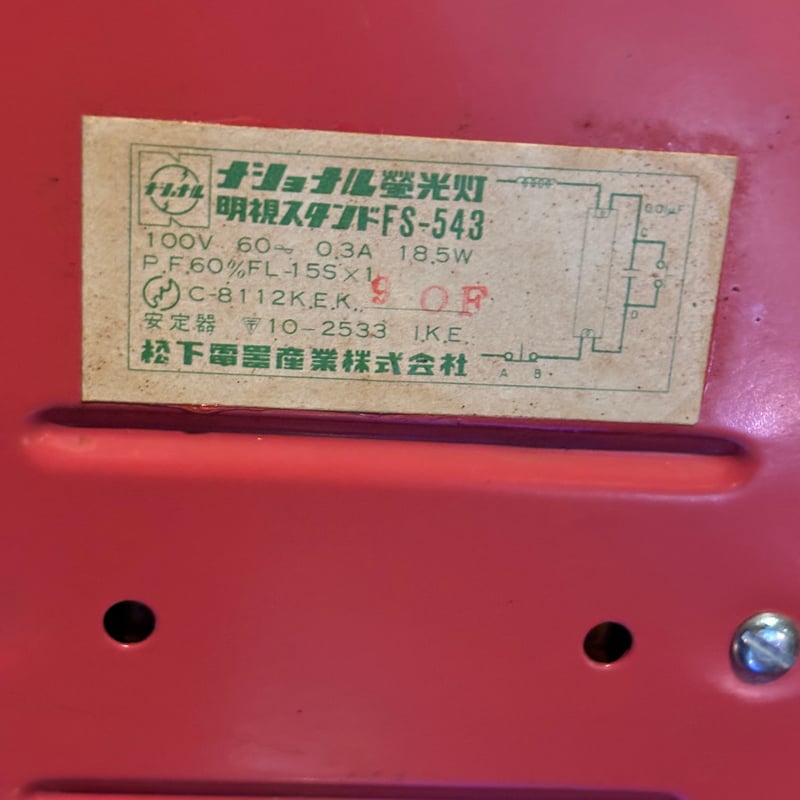 ナショナル
ナショナル螢光灯
明視スタンドFS-543
100V 60~ 0.3A 18.5W
P.F.60%FL-15S×1
C-8112K.E.K. 9 OF
安定器 〒10-2533 I.K.E.
松下電器産業株式会社
0.01μF
C
D
A B